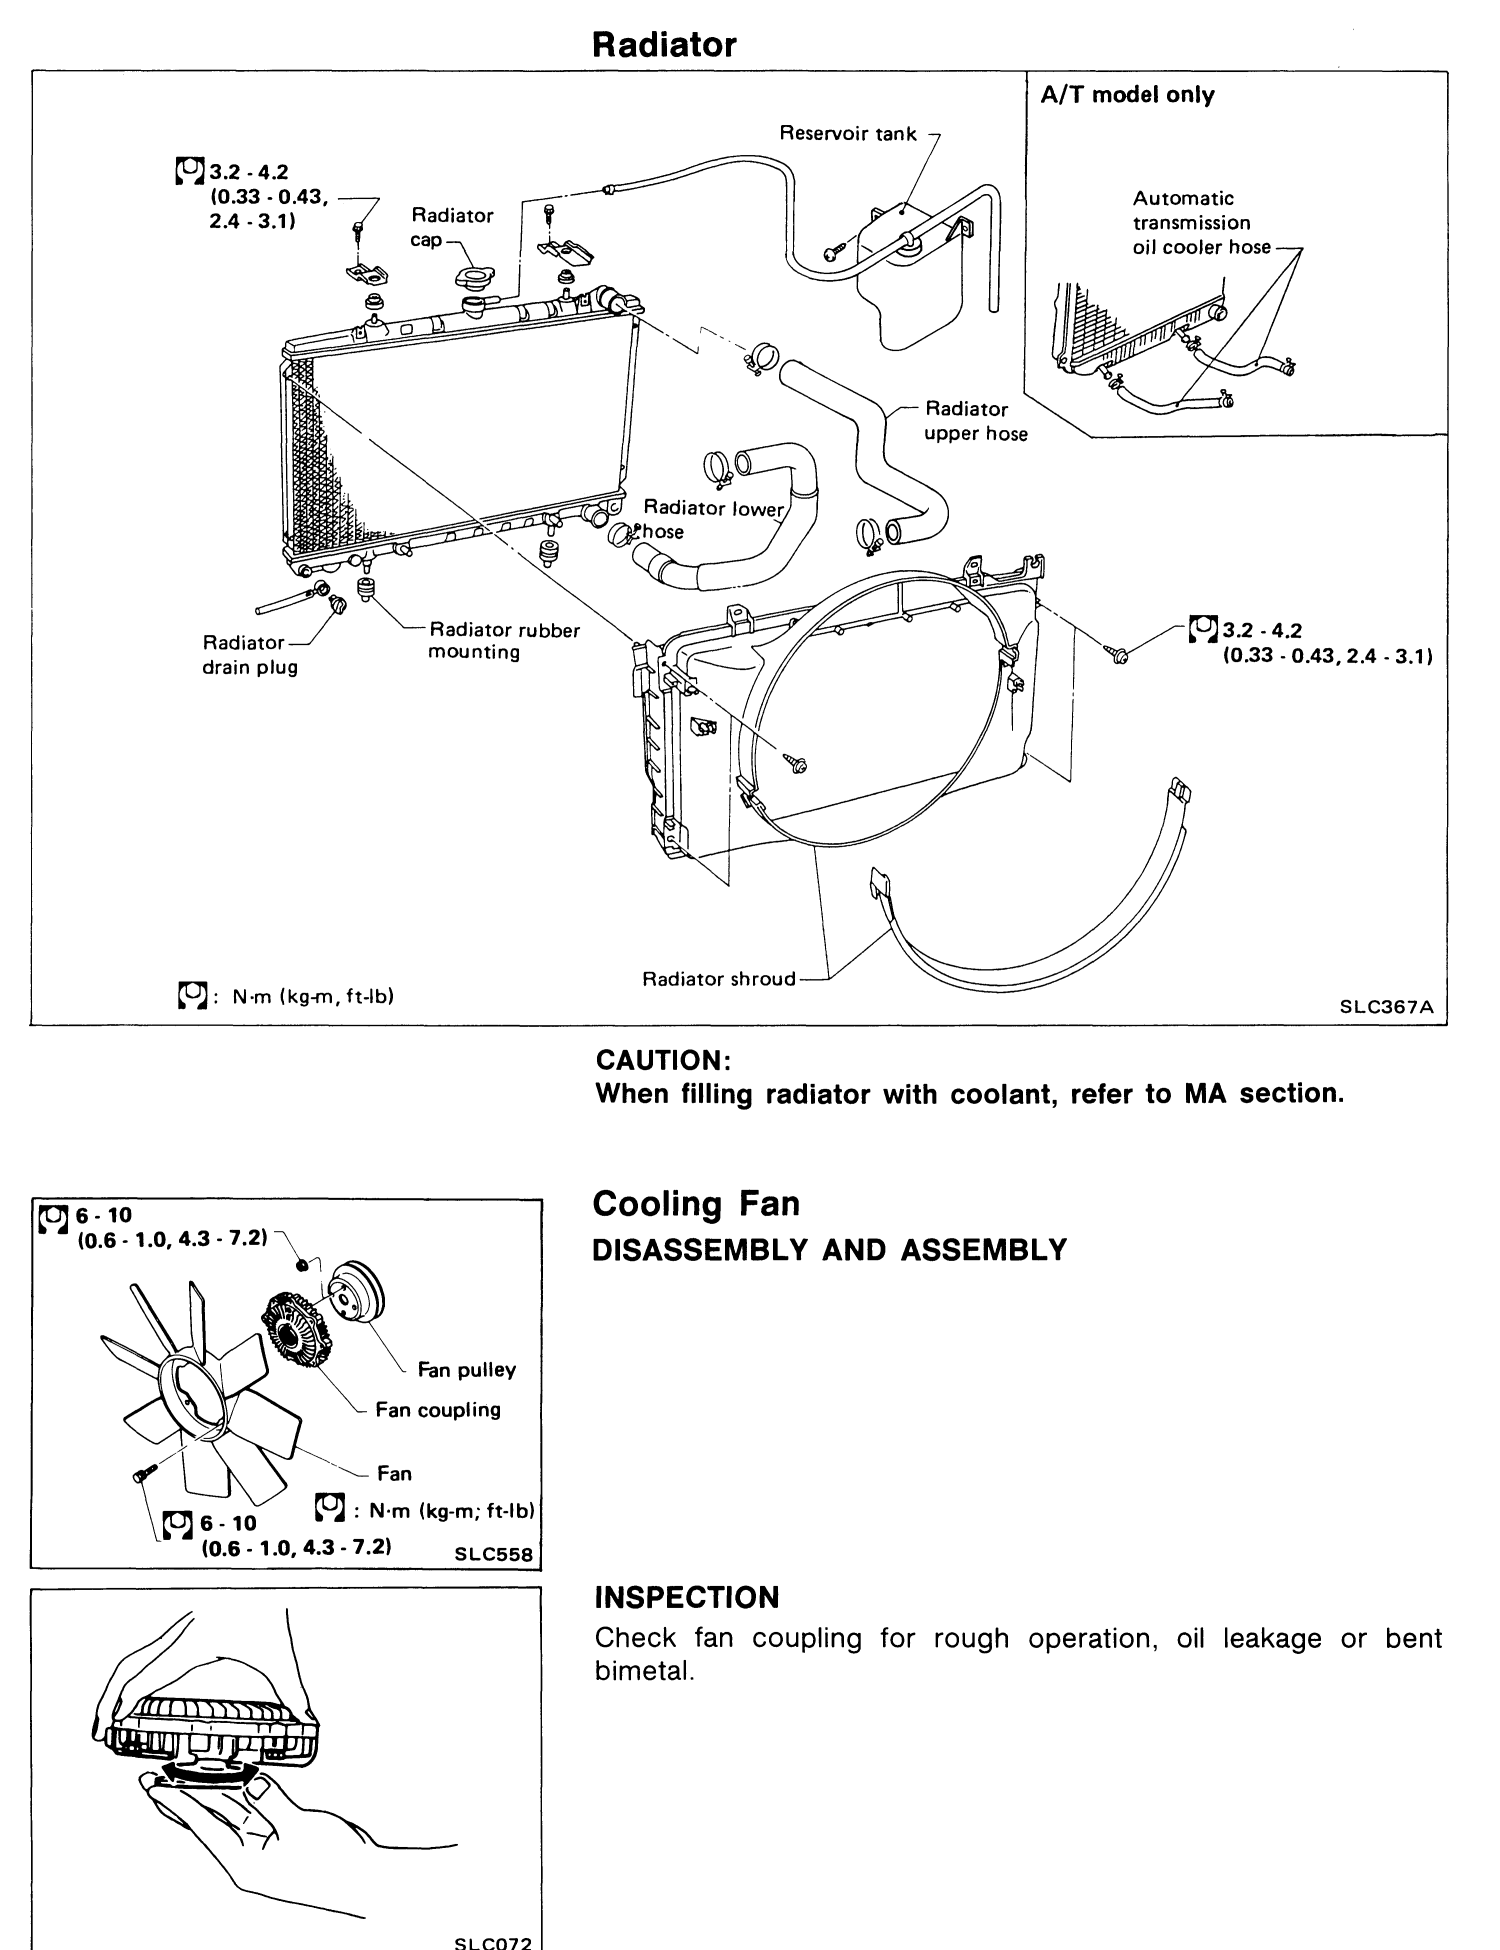 Radiator
A/T model only
Reservoir tank
3.2 - 4.2
(0.33 - 0.43,
2.4 - 3.1)
Radiator
cap
Automatic
transmission
oil cooler hose
Radiator
upper hose
Radiator lower
hose
Radiator rubber
mounting
Radiator
drain plug
3.2 - 4.2
(0.33 - 0.43, 2.4 - 3.1)
Radiator shroud
: N·m (kg-m, ft-lb)
SLC367A
CAUTION:
When filling radiator with coolant, refer to MA section.
Cooling Fan
DISASSEMBLY AND ASSEMBLY
6 - 10
(0.6 - 1.0, 4.3 - 7.2)
Fan pulley
Fan coupling
Fan
: N·m (kg-m; ft-lb)
6 - 10
(0.6 - 1.0, 4.3 - 7.2)
SLC558
INSPECTION
Check fan coupling for rough operation, oil leakage or bent
bimetal.
SLC072